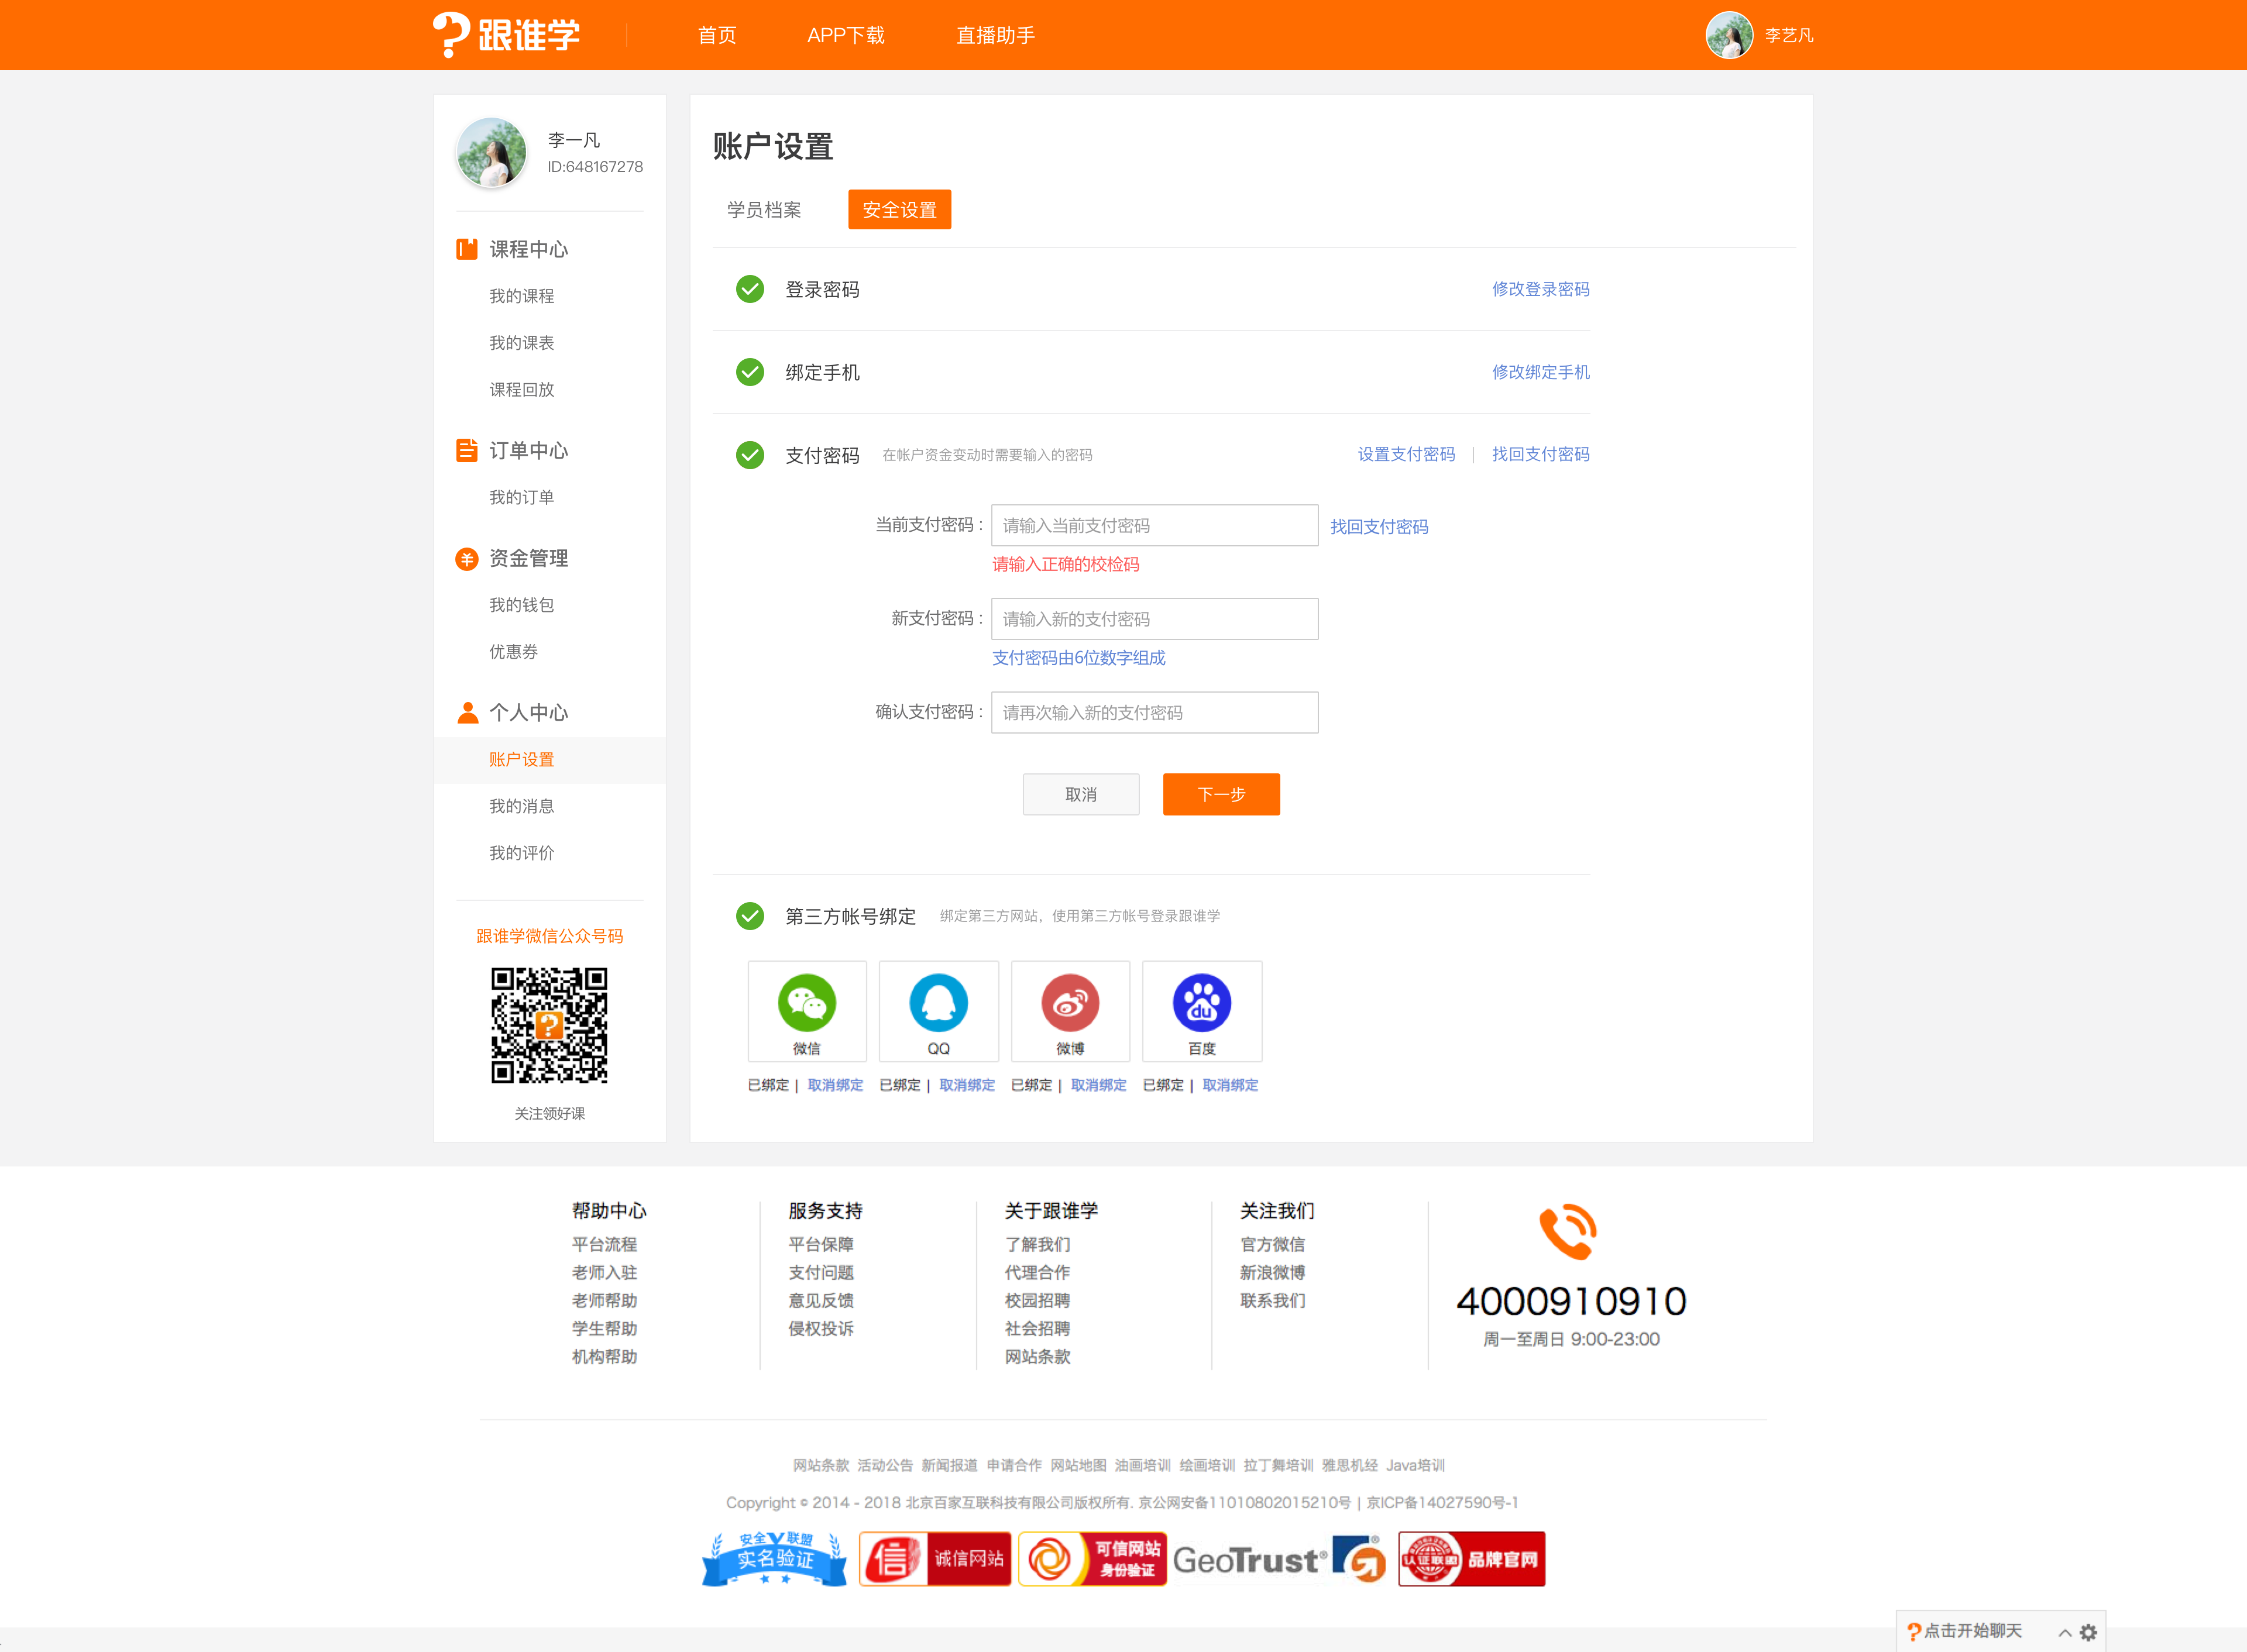 跟谁学
首页 APP下载 直播助手
李艺凡
李一凡
ID:648167278
课程中心
我的课程
我的课表
课程回放
订单中心
我的订单
资金管理
我的钱包
优惠券
个人中心
账户设置
我的消息
我的评价
跟谁学微信公众号码
关注领好课
账户设置
学员档案 安全设置
登录密码 修改登录密码
绑定手机 修改绑定手机
支付密码 在帐户资金变动时需要输入的密码 设置支付密码 | 找回支付密码
当前支付密码： 请输入当前支付密码 找回支付密码
请输入正确的校检码
新支付密码： 请输入新的支付密码
支付密码由6位数字组成
确认支付密码： 请再次输入新的支付密码
取消 下一步
第三方帐号绑定 绑定第三方网站，使用第三方帐号登录跟谁学
du
微信 QQ 微博 百度
已绑定 | 取消绑定 已绑定 | 取消绑定 已绑定 | 取消绑定 已绑定 | 取消绑定
帮助中心
平台流程
老师入驻
老师帮助
学生帮助
机构帮助
服务支持
平台保障
支付问题
意见反馈
侵权投诉
关于跟谁学
了解我们
代理合作
校园招聘
社会招聘
网站条款
关注我们
官方微信
新浪微博
联系我们
4000910910
周一至周日 9:00-23:00
网站条款 活动公告 新闻报道 申请合作 网站地图 油画培训 绘画培训 拉丁舞培训 雅思机经 Java培训
Copyright © 2014 - 2018 北京百家互联科技有限公司版权所有. 京公网安备11010802015210号 | 京ICP备14027590号-1
安全联盟
实名验证
信 诚信网站
可信网站
身份验证
GeoTrust®
认证联盟 品牌官网
点击开始聊天